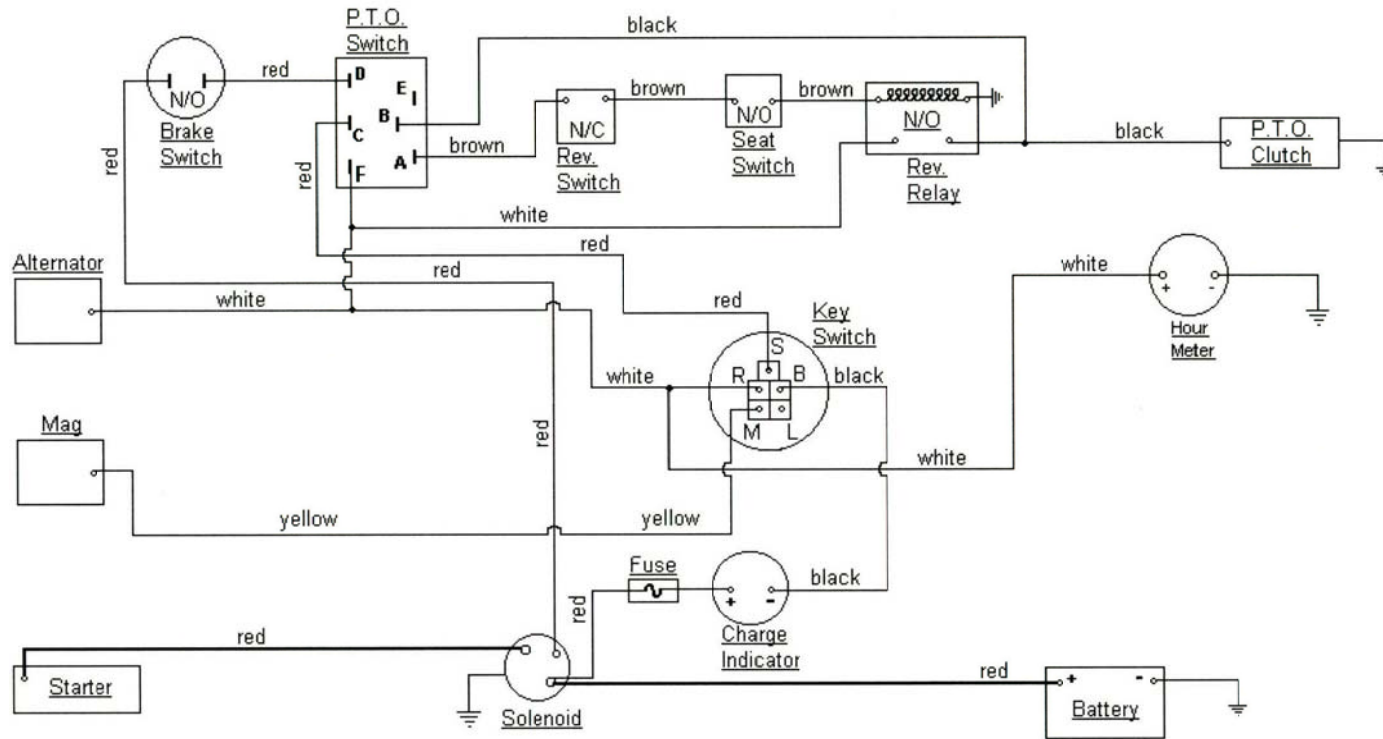 P.T.O.
Switch
black
red
D
E
B
C
A
F
N/O
Brake
Switch
red
red
brown
N/C
Rev.
Switch
brown
N/O
Seat
Switch
brown
N/O
Rev.
Relay
black
P.T.O.
Clutch
white
red
red
Alternator
white
white
+ -
Hour
Meter
red
Key
Switch
S
R
B
M
L
white
black
Mag
red
white
yellow
yellow
Fuse
+ -
black
Charge
Indicator
red
red
Starter
Solenoid
red
+ -
Battery